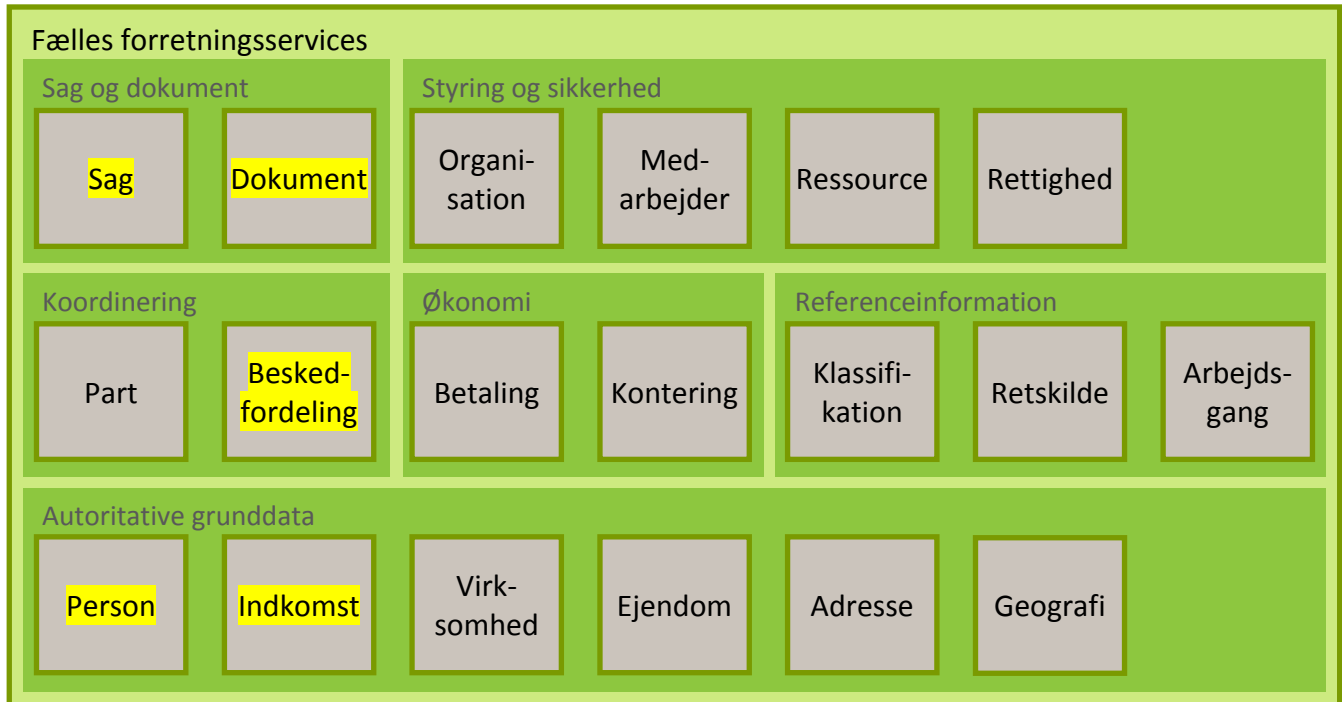 Fælles forretningsservices
Sag og dokument
Sag
Dokument
Styring og sikkerhed
Organi-
sation
Med-
arbejder
Ressource
Rettighed
Koordinering
Part
Besked-
fordeling
Økonomi
Betaling
Kontering
Referenceinformation
Klassifi-
kation
Retskilde
Arbejds-
gang
Autoritative grunddata
Person
Indkomst
Virk-
somhed
Ejendom
Adresse
Geografi